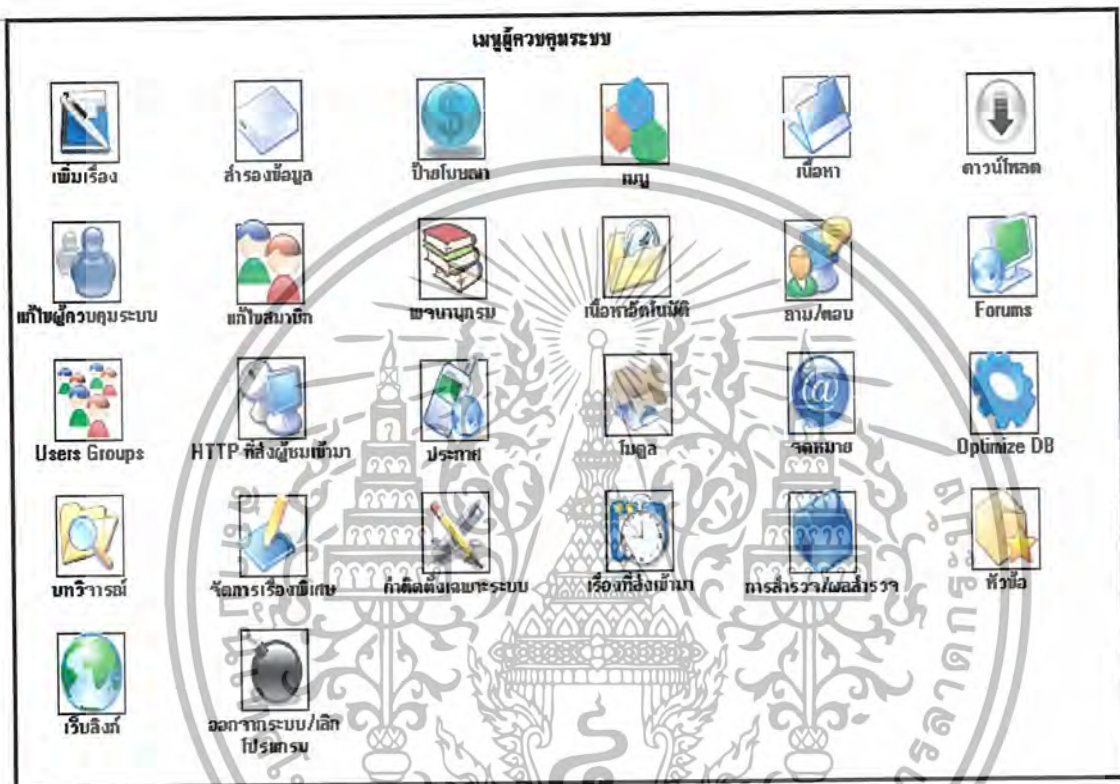 เมนูผู้ควบคุมระบบ
เพิ่มเรื่อง
สำรองข้อมูล
ป้ายโฆษณา
เมนู
เนื้อหา
ดาวน์โหลด
แก้ไขผู้ควบคุมระบบ
แก้ไขสมาชิก
พจนานุกรม
เนื้อหาอัตโนมัติ
ถาม/ตอบ
Forums
Users Groups
HTTP ที่ส่งผู้ชมเข้ามา
ประกาศ
โมดูล
จดหมาย
Optimize DB
บทวิจารณ์
จัดการเรื่องพิเศษ
ค่าติดตั้งเฉพาะระบบ
เรื่องที่ส่งเข้ามา
การสำรวจ/ผลสำรวจ
หัวข้อ
เว็บลิงก์
ออกจากระบบ/เลิก
โปรแกรม